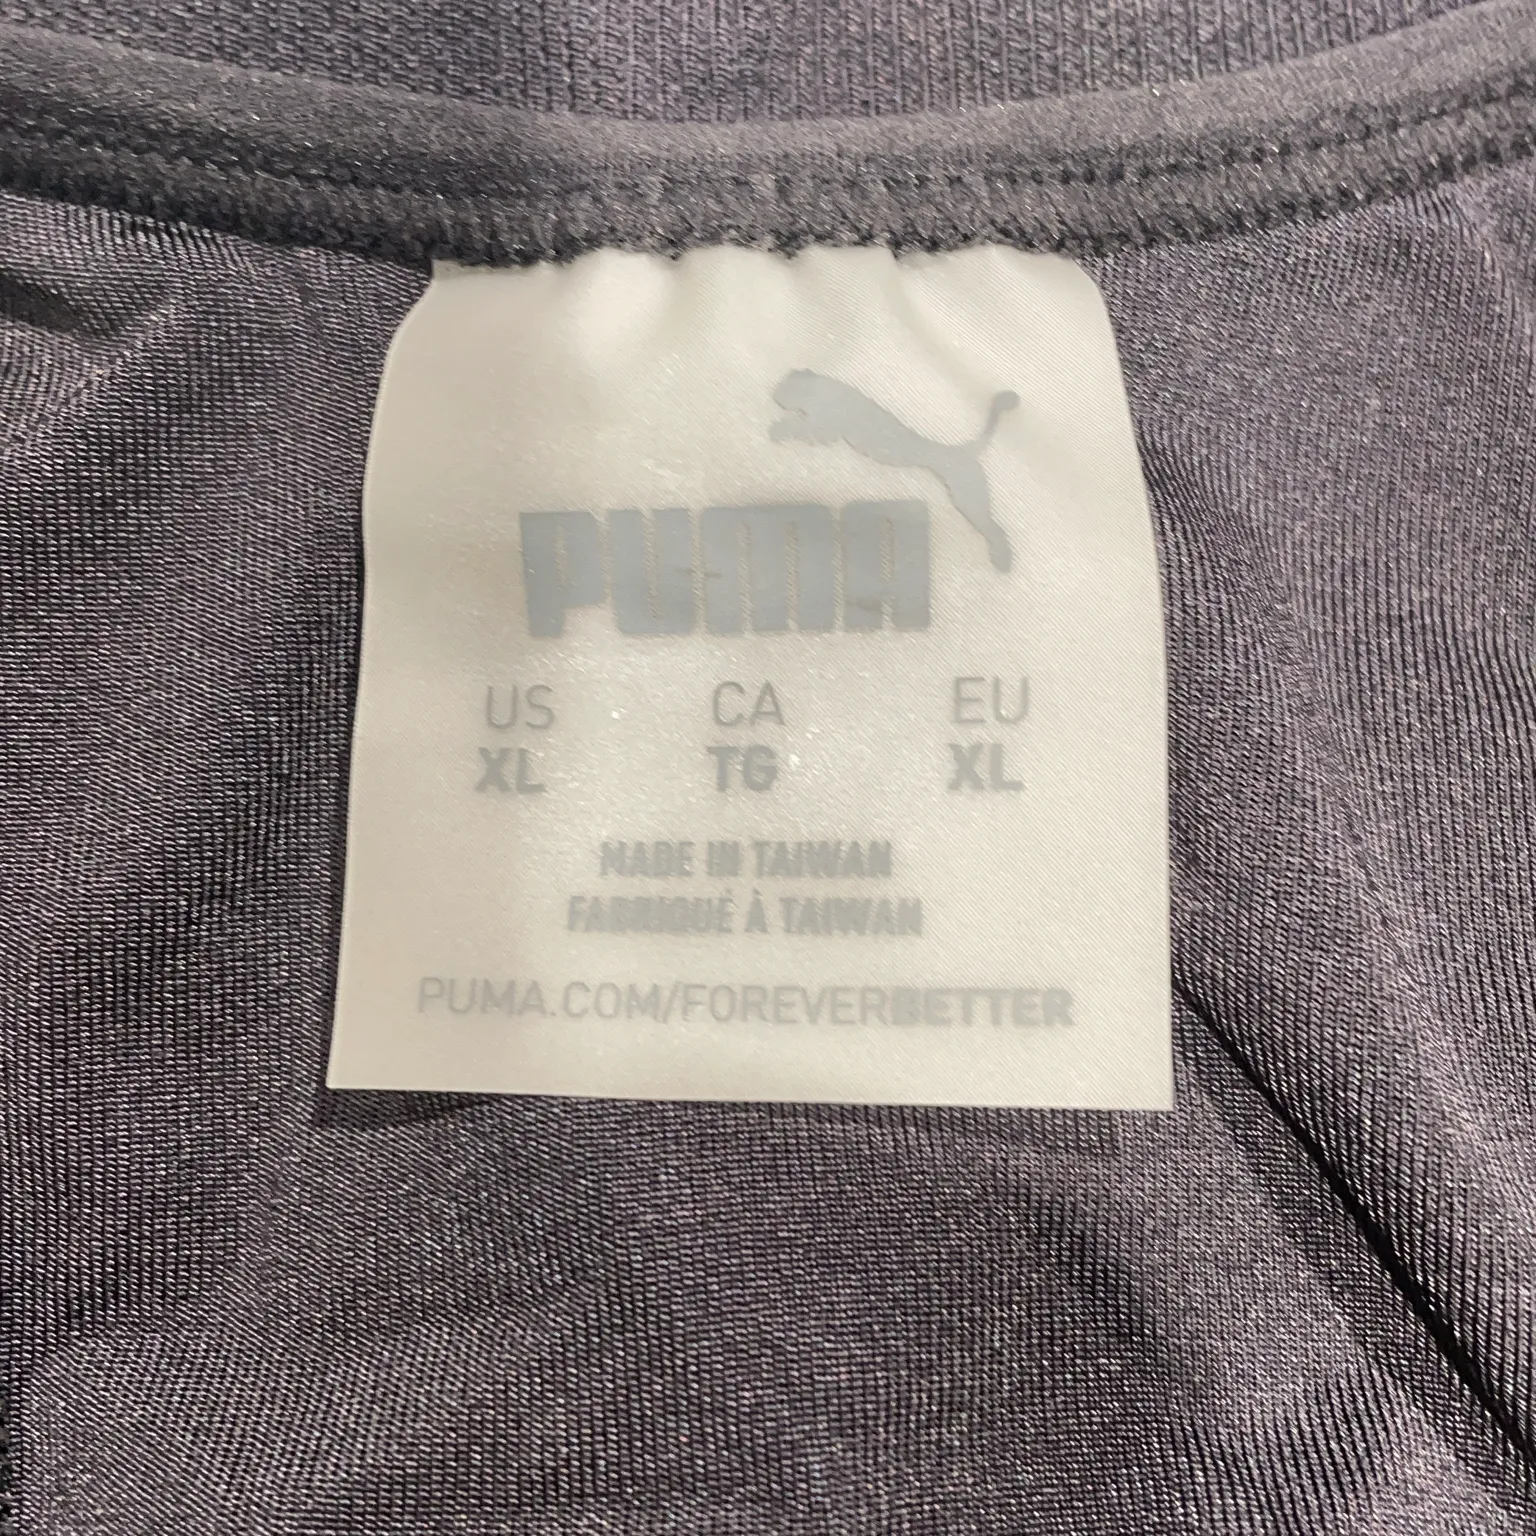 PUMA
US CA EU
XL TG XL
MADE IN TAIWAN
FABRIQUÉ À TAIWAN
PUMA.COM/FOREVERBETTER